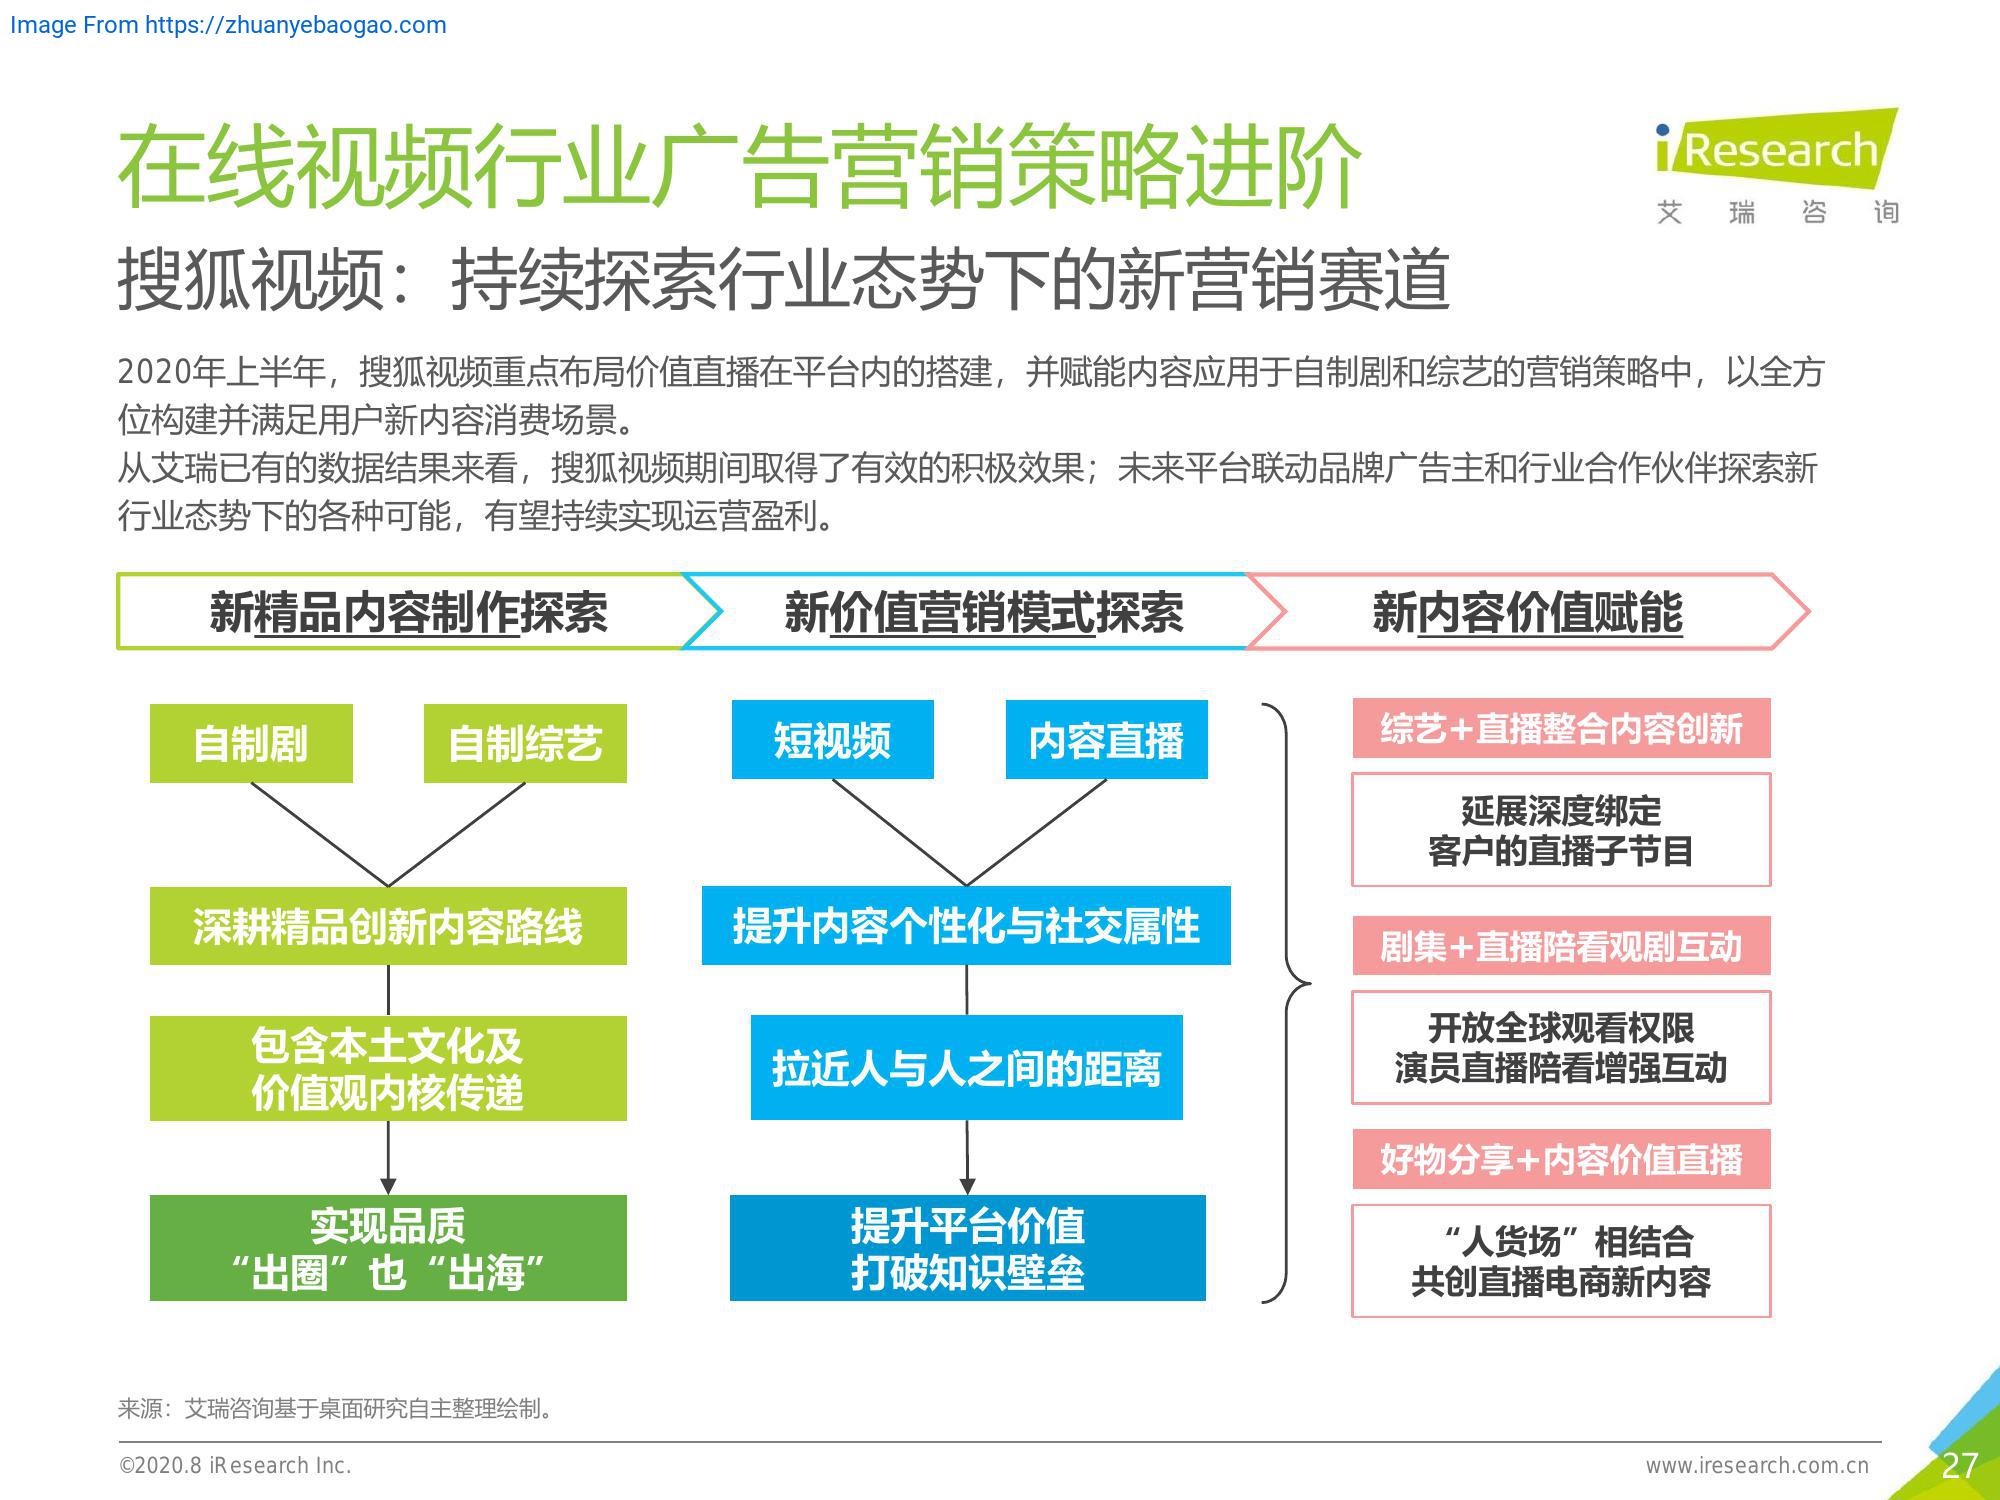 Image From https://zhuanyebaogao.com
在线视频行业广告营销策略进阶
iResearch
艾瑞咨询
搜狐视频：持续探索行业态势下的新营销赛道
2020年上半年，搜狐视频重点布局价值直播在平台内的搭建，并赋能内容应用于自制剧和综艺的营销策略中，以全方
位构建并满足用户新内容消费场景。
从艾瑞已有的数据结果来看，搜狐视频期间取得了有效的积极效果；未来平台联动品牌广告主和行业合作伙伴探索新
行业态势下的各种可能，有望持续实现运营盈利。
新精品内容制作探索
新价值营销模式探索
新内容价值赋能
自制剧
自制综艺
深耕精品创新内容路线
包含本土文化及
价值观内核传递
实现品质
“出圈”也“出海”
短视频
内容直播
提升内容个性化与社交属性
拉近人与人之间的距离
提升平台价值
打破知识壁垒
综艺+直播整合内容创新
延展深度绑定
客户的直播子节目
剧集+直播陪看观剧互动
开放全球观看权限
演员直播陪看增强互动
好物分享+内容价值直播
“人货场”相结合
共创直播电商新内容
来源：艾瑞咨询基于桌面研究自主整理绘制。
©2020.8 iResearch Inc.
www.iresearch.com.cn
27